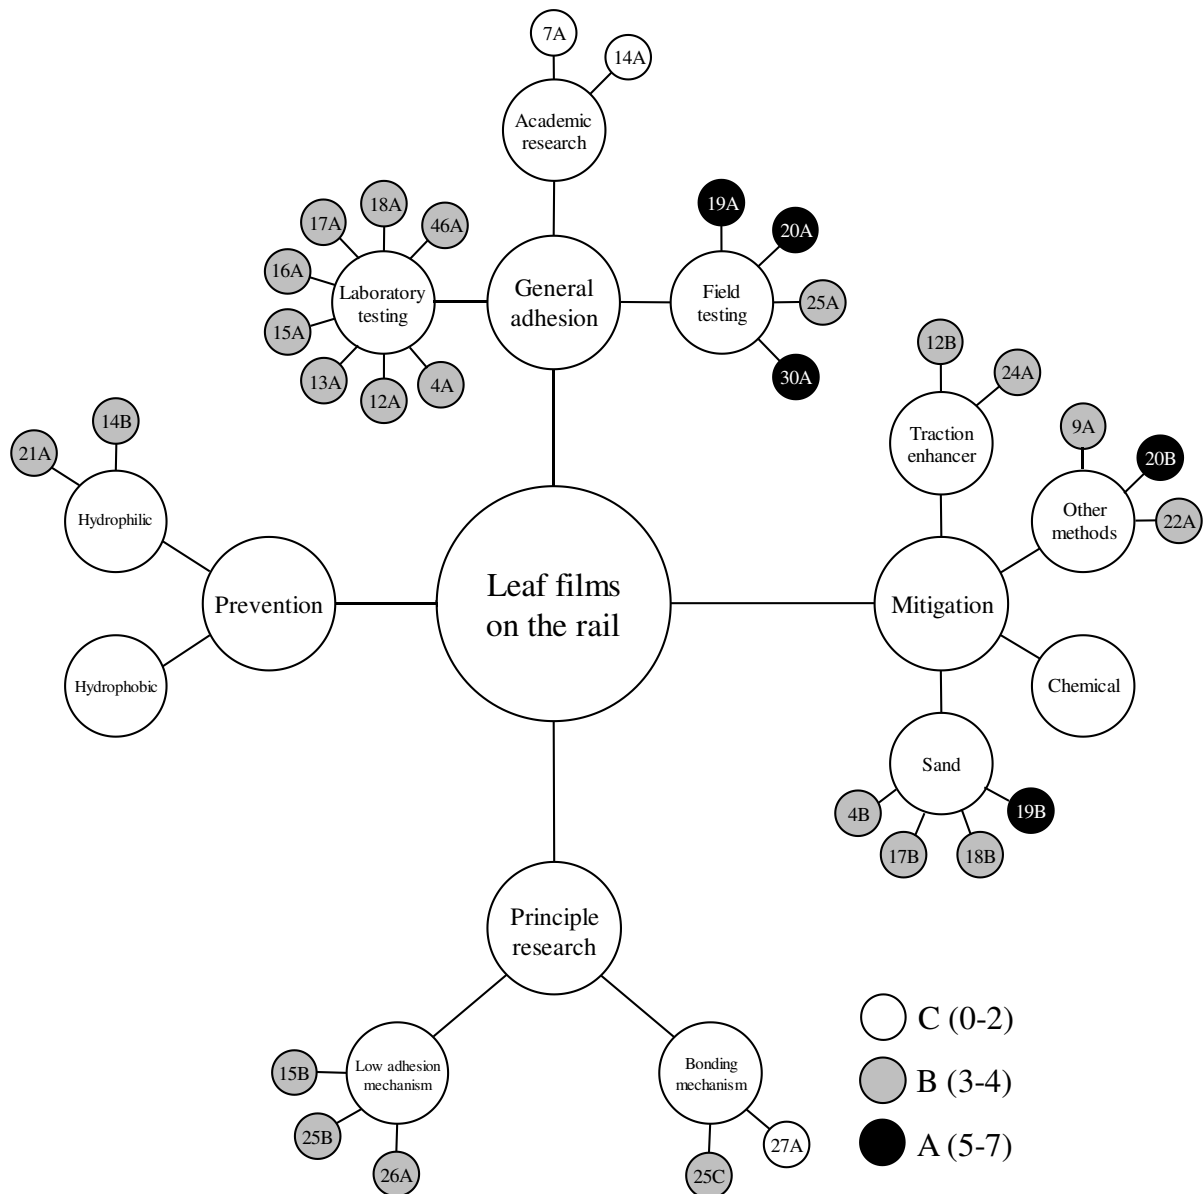 7A
14A
Academic
research
18A
17A
46A
16A
15A
13A
12A
4A
Laboratory
testing
General
adhesion
Field
testing
19A
20A
25A
30A
12B
24A
Traction
enhancer
9A
20B
22A
Other
methods
14B
21A
Hydrophilic
Hydrophobic
Prevention
Leaf films
on the rail
Mitigation
Chemical
Sand
4B
17B
18B
19B
Principle
research
Low adhesion
mechanism
15B
25B
26A
Bonding
mechanism
27A
25C
C (0-2)
B (3-4)
A (5-7)